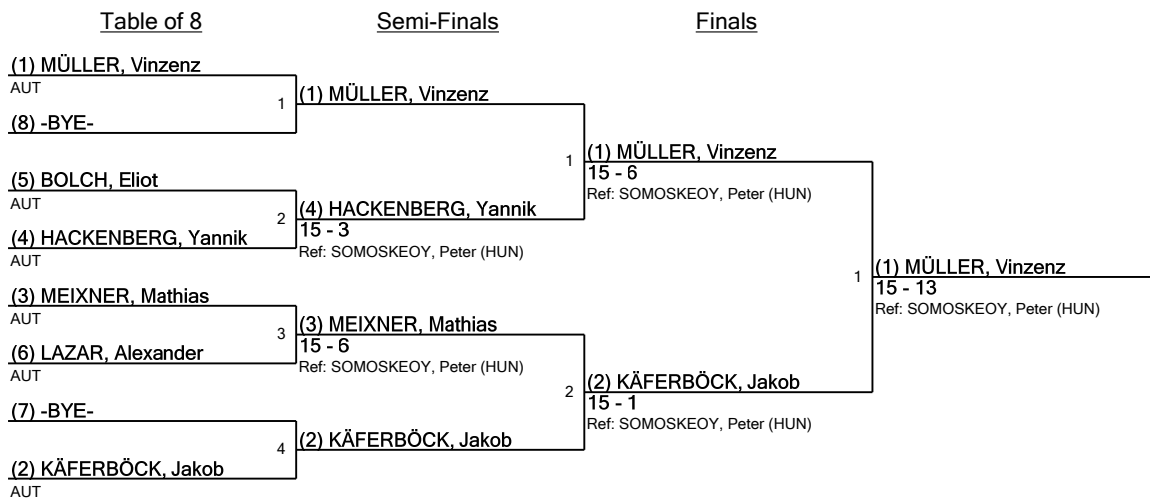 Table of 8 Semi-Finals Finals
(1) MÜLLER, Vinzenz
AUT
(8) -BYE-
(5) BOLCH, Eliot
AUT
(4) HACKENBERG, Yannik
AUT
(3) MEIXNER, Mathias
AUT
(6) LAZAR, Alexander
AUT
(7) -BYE-
(2) KÄFERBÖCK, Jakob
AUT
1
(1) MÜLLER, Vinzenz
2
(4) HACKENBERG, Yannik
15 - 3
Ref: SOMOSKEOY, Peter (HUN)
3
(3) MEIXNER, Mathias
15 - 6
Ref: SOMOSKEOY, Peter (HUN)
4
(2) KÄFERBÖCK, Jakob
1
(1) MÜLLER, Vinzenz
15 - 6
Ref: SOMOSKEOY, Peter (HUN)
2
(2) KÄFERBÖCK, Jakob
15 - 1
Ref: SOMOSKEOY, Peter (HUN)
1
(1) MÜLLER, Vinzenz
15 - 13
Ref: SOMOSKEOY, Peter (HUN)